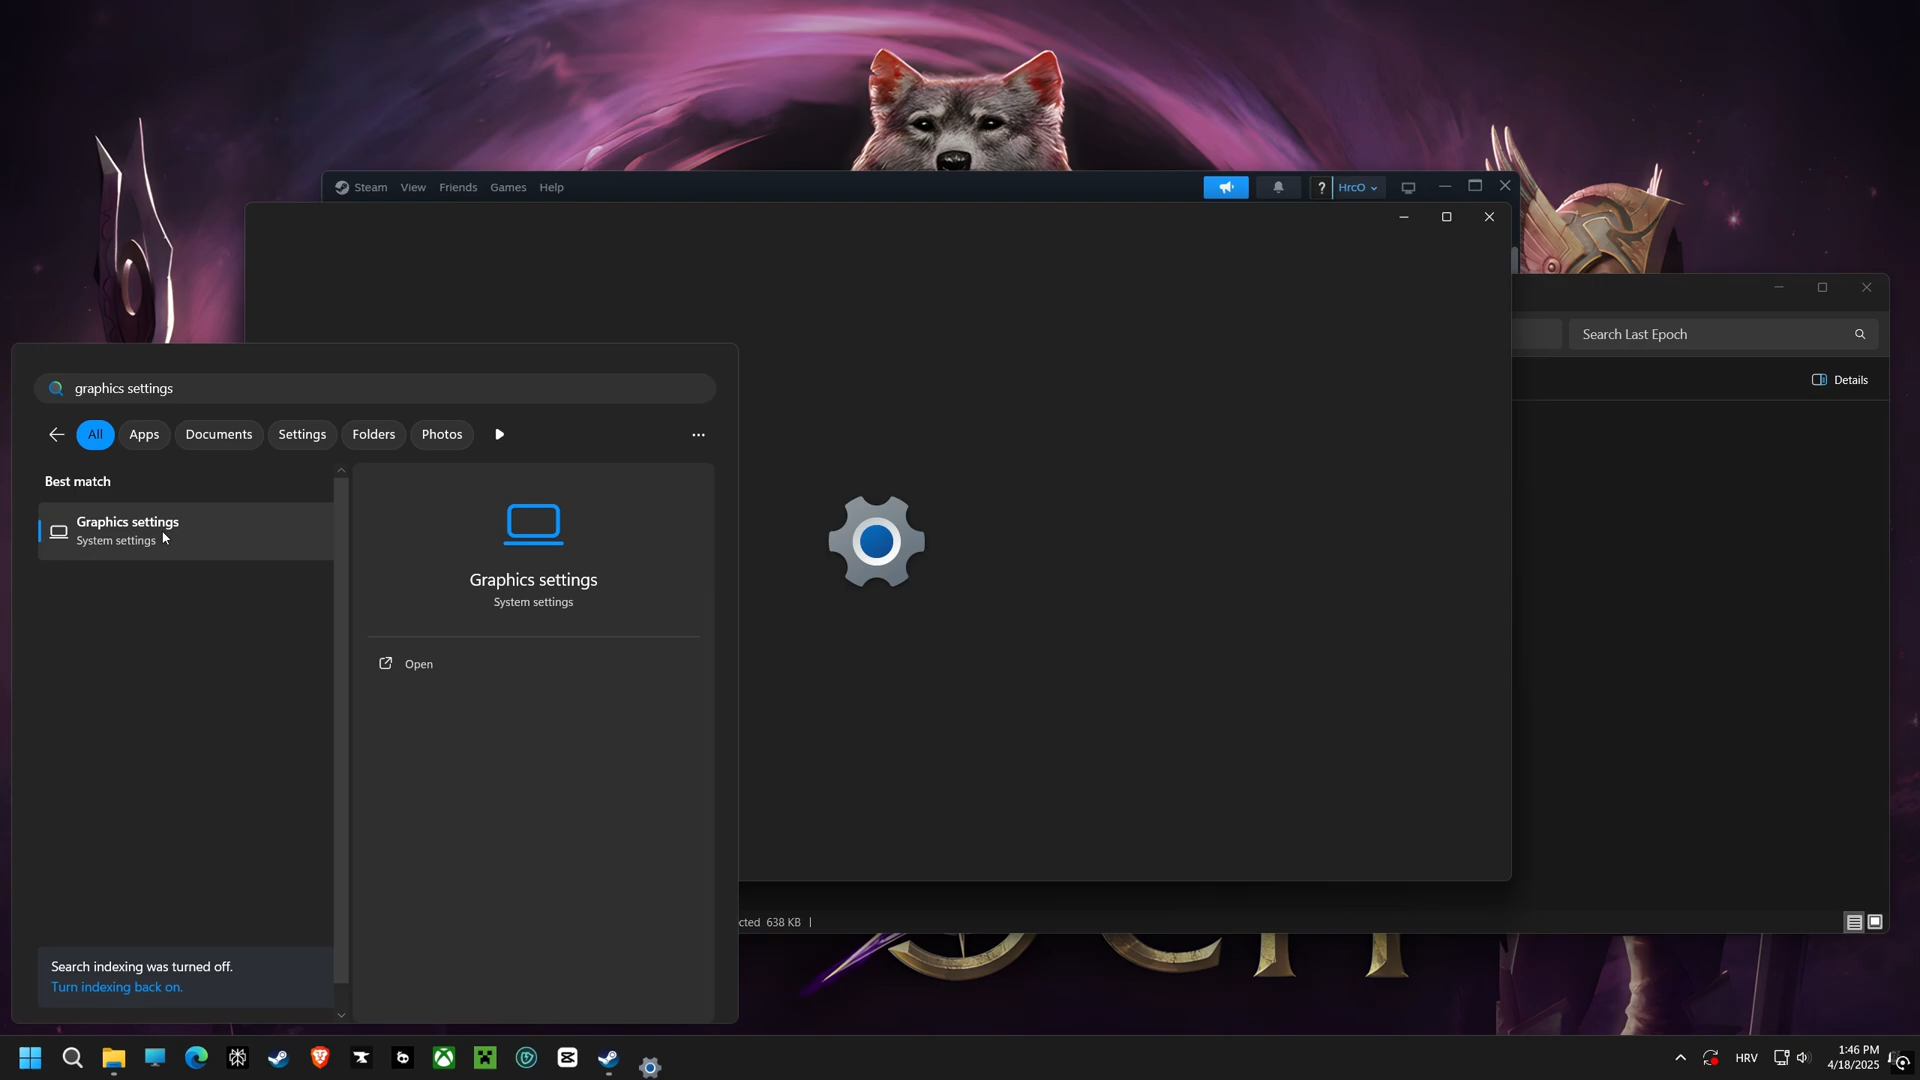 Steam View Friends Games Help
? HrcO
Search Last Epoch
Details
graphics settings
All Apps Documents Settings Folders Photos
Best match
Graphics settings
System settings
Graphics settings
System settings
Open
cted 638 KB
Search indexing was turned off.
Turn indexing back on.
HRV
1:46 PM
4/18/2025